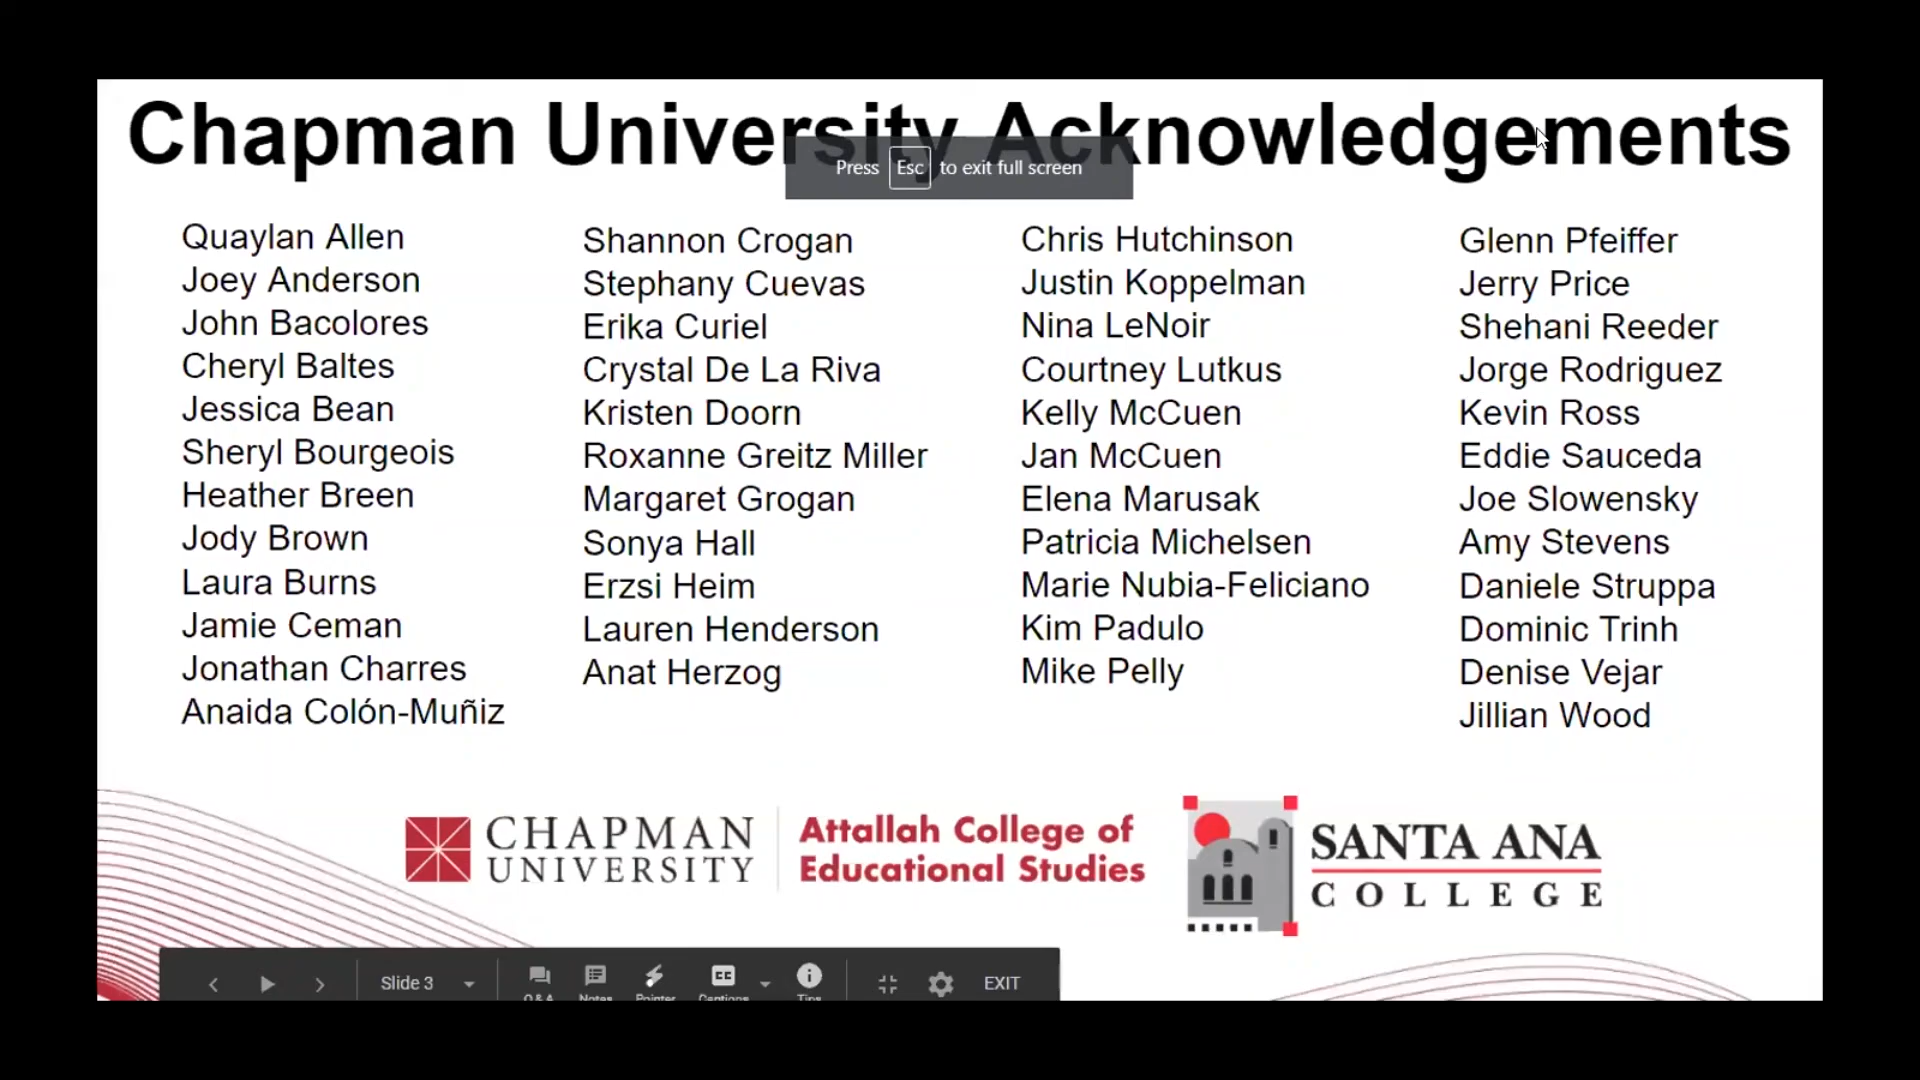 Chapman University Acknowledgements
Press Esc to exit full screen
Quaylan Allen
Joey Anderson
John Bacolores
Cheryl Baltes
Jessica Bean
Sheryl Bourgeois
Heather Breen
Jody Brown
Laura Burns
Jamie Ceman
Jonathan Charres
Anaida Colón-Muñiz
Shannon Crogan
Stephany Cuevas
Erika Curiel
Crystal De La Riva
Kristen Doorn
Roxanne Greitz Miller
Margaret Grogan
Sonya Hall
Erzsi Heim
Lauren Henderson
Anat Herzog
Chris Hutchinson
Justin Koppelman
Nina LeNoir
Courtney Lutkus
Kelly McCuen
Jan McCuen
Elena Marusak
Patricia Michelsen
Marie Nubia-Feliciano
Kim Padulo
Mike Pelly
Glenn Pfeiffer
Jerry Price
Shehani Reeder
Jorge Rodriguez
Kevin Ross
Eddie Sauceda
Joe Slowensky
Amy Stevens
Daniele Struppa
Dominic Trinh
Denise Vejar
Jillian Wood
CHAPMAN
UNIVERSITY
Attallah College of
Educational Studies
SANTA ANA
COLLEGE
Slide 3
Q&A
Notes
Pointer
CC
Captions
Tips
EXIT